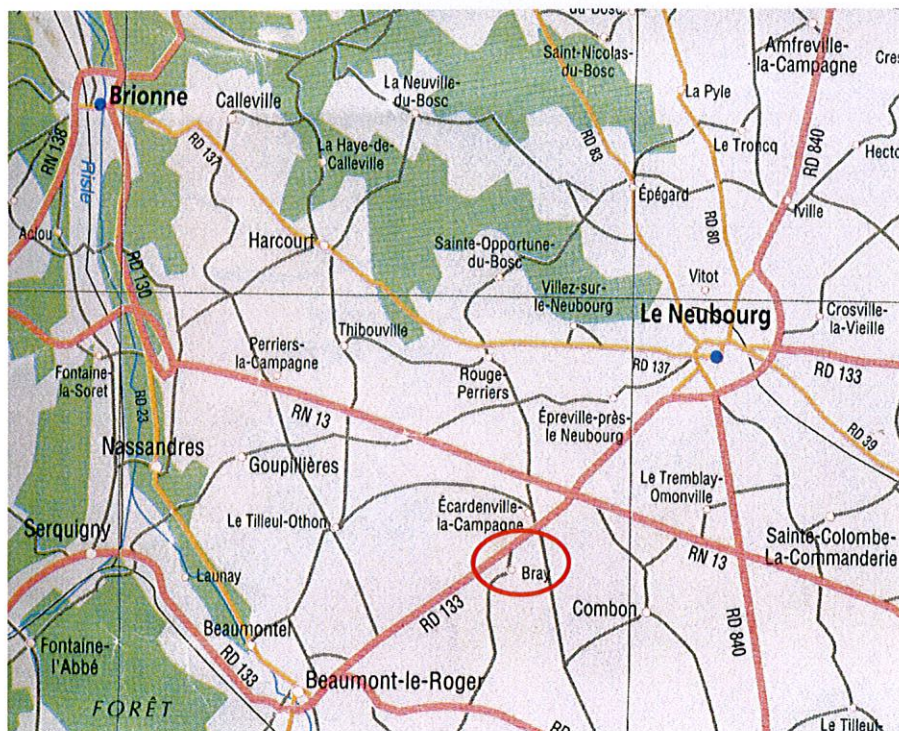 du-Bosc
Saint-Nicolas-
du-Bosc
Amfreville-
la-Campagne
Cres
La Neuville-
du-Bosc
La Pyle
Brionne
Calleville
RD 137
RN 138
Risle
La Haye-de-
Calleville
RD 83
Le Troncq
RD 840
Hecto
Épégard
Iville
RD 80
Aclou
Harcourt
Sainte-Opportune-
du-Bosc
RD 130
Villez-sur-
le-Neubourg
Vitot
Le Neubourg
Crosville-
la-Vieille
Thibouville
Perriers-
la-Campagne
Fontaine-
la-Soret
Rouge-
Perriers
RD 137
RD 133
RD 23
RN 13
Épreville-près-
le Neubourg
RD 39
Nassandres
Goupillières
Le Tremblay-
Omonville
Écardenville-
la-Campagne
Le Tilleul-Othon
Serquigny
Sainte-Colombe-
La-Commanderie
RN 13
Launay
Bray
Combon
RD 133
RD 840
Beaumontel
Fontaine-
l'Abbé
RD 133
Beaumont-le-Roger
FORÊT
RD
Le Tilleul-